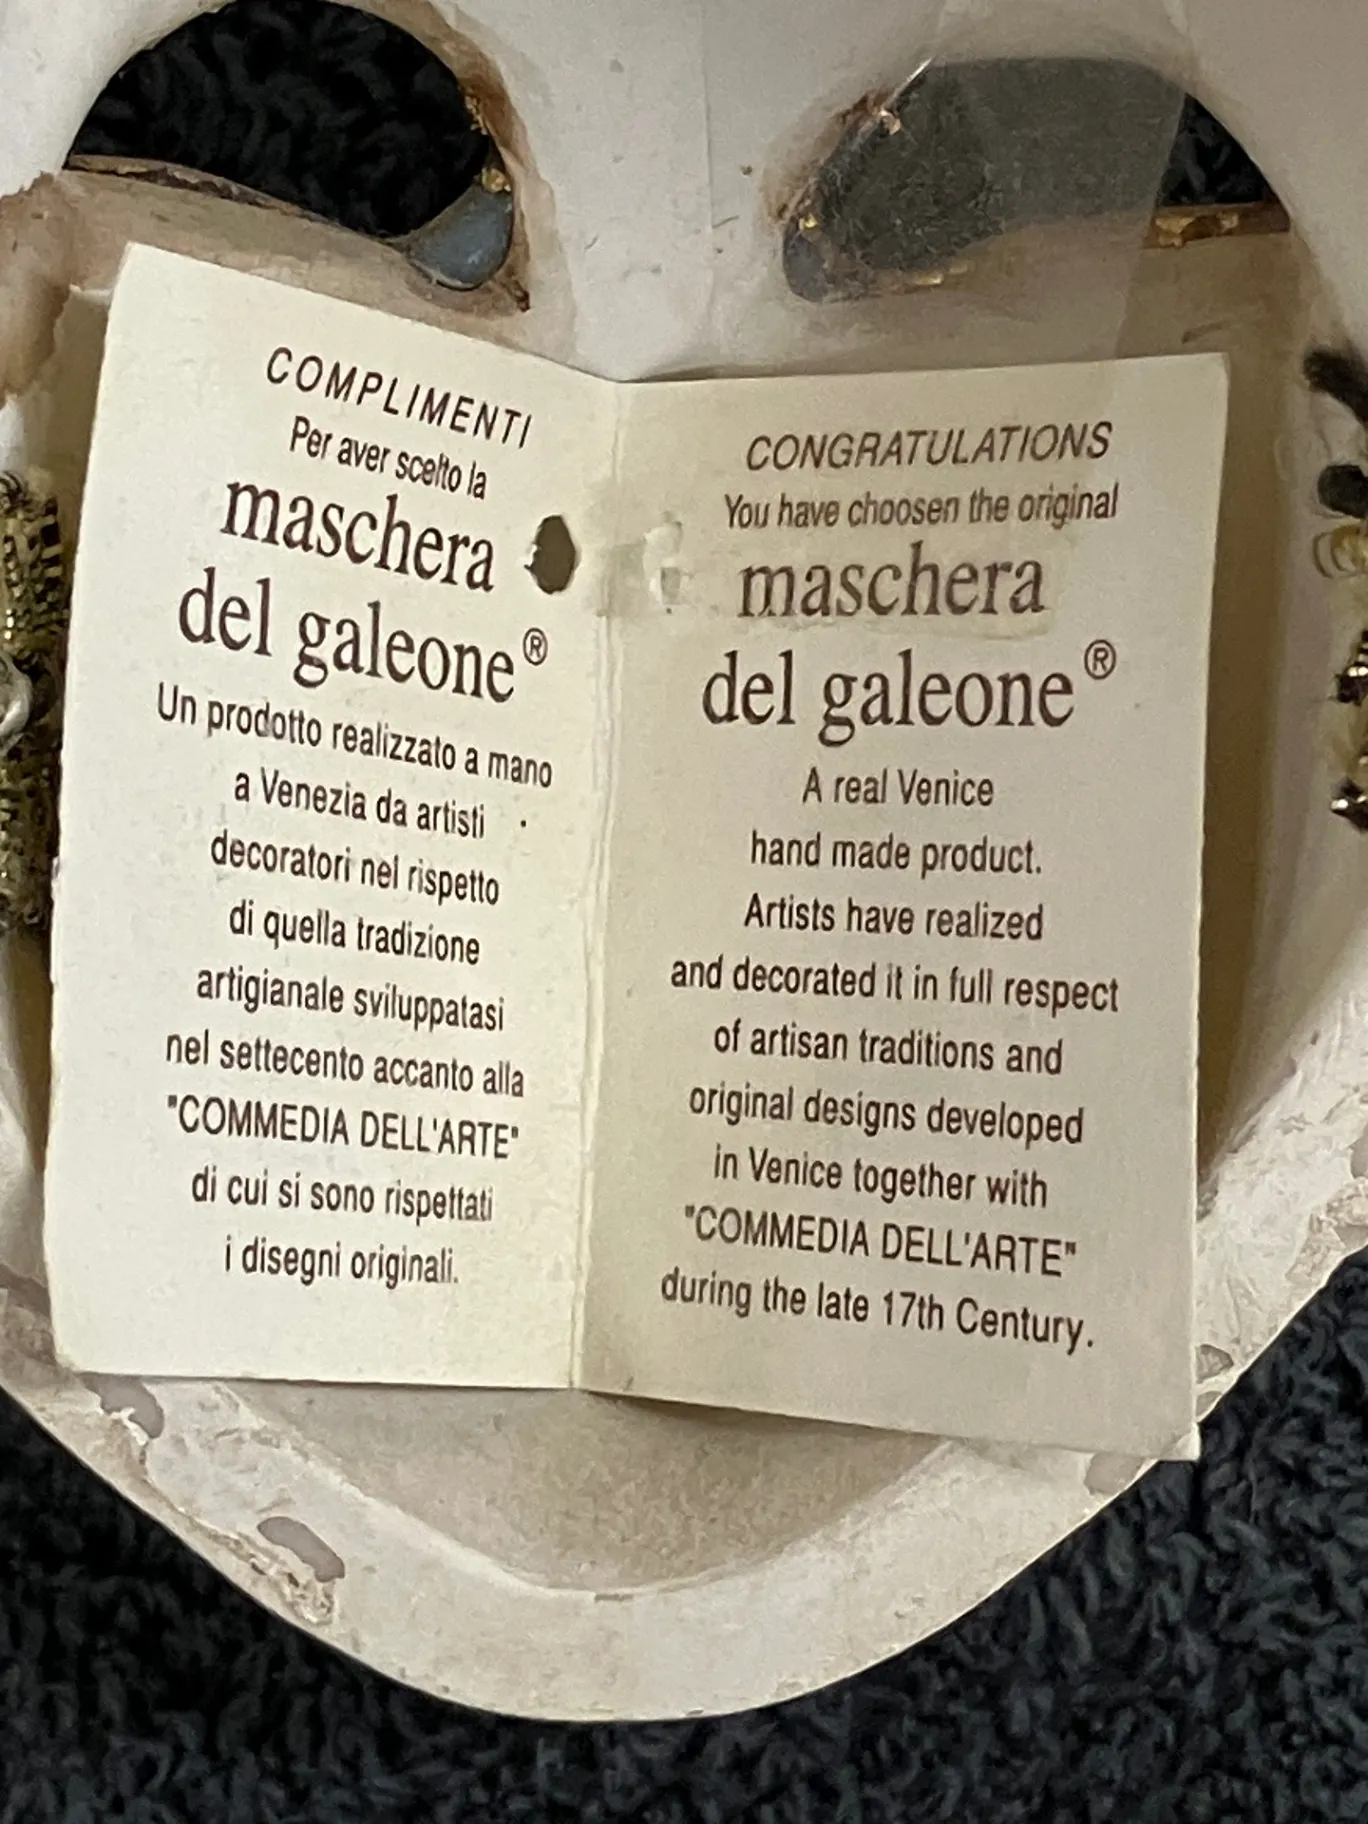 COMPLIMENTI
Per aver scelto la
maschera
del galeone®
Un prodotto realizzato a mano
a Venezia da artisti
decoratori nel rispetto
di quella tradizione
artigianale sviluppatasi
nel settecento accanto alla
"COMMEDIA DELL'ARTE"
di cui si sono rispettati
i disegni originali.
CONGRATULATIONS
You have choosen the original
maschera
del galeone®
A real Venice
hand made product.
Artists have realized
and decorated it in full respect
of artisan traditions and
original designs developed
in Venice together with
"COMMEDIA DELL'ARTE"
during the late 17th Century.